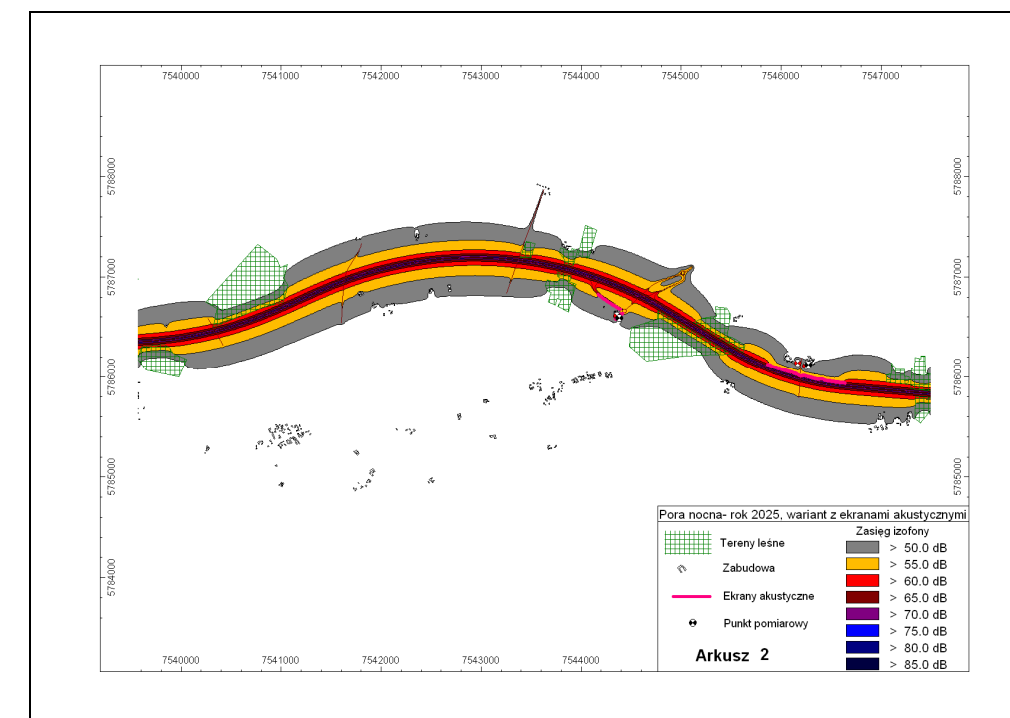 7540000 7541000 7542000 7543000 7544000 7545000 7546000 7547000
5788000 5788000
5787000 5787000
5786000 5786000
5785000 5785000
5784000
Pora nocna- rok 2025, wariant z ekranami akustycznymi
Zasięg izofony
Tereny leśne
Zabudowa
Ekrany akustyczne
Punkt pomiarowy
Arkusz 2
> 50.0 dB
> 55.0 dB
> 60.0 dB
> 65.0 dB
> 70.0 dB
> 75.0 dB
> 80.0 dB
> 85.0 dB
7540000 7541000 7542000 7543000 7544000